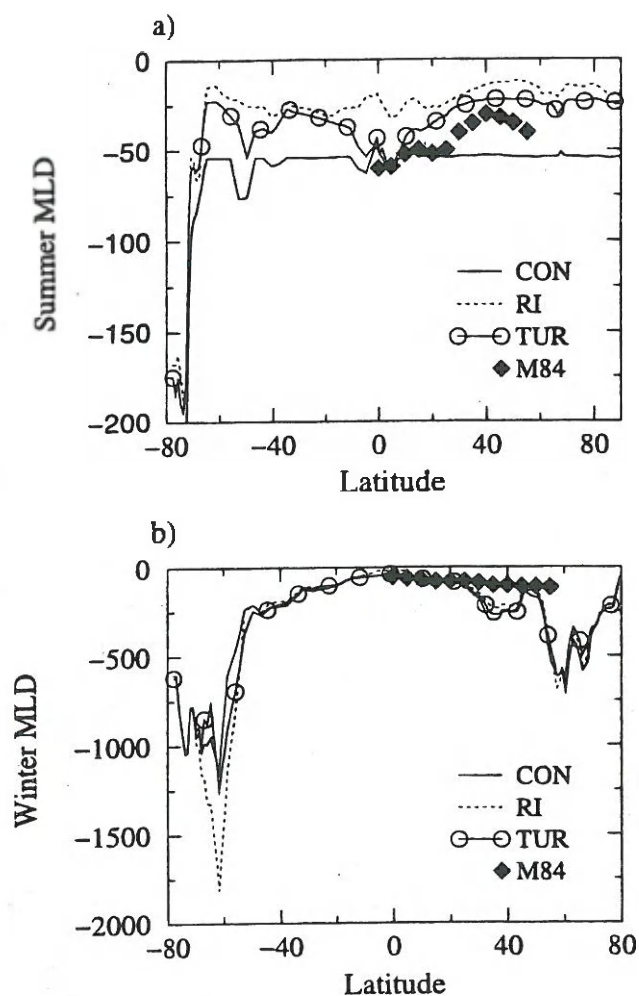 a)
0
−50
−100
−150
−200
Summer MLD
CON
RI
TUR
M84
−80 −40 0 40 80
Latitude
b)
0
−500
−1000
−1500
−2000
Winter MLD
CON
RI
TUR
M84
−80 −40 0 40 80
Latitude